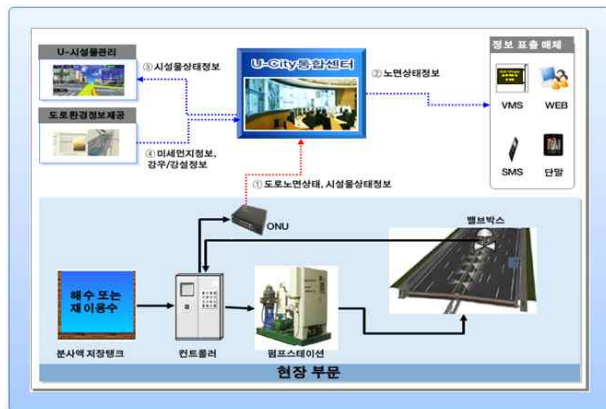 U-시설물관리
③ 시설물상태정보
U-City통합센터
정보 표출 매체
② 노면상태정보
VMS
WEB
도로환경정보제공
④ 미세먼지정보,
강우/강설정보
SMS
단말
① 도로노면상태, 시설물상태정보
ONU
밸브박스
해수 또는
재 이용수
분사액 저장탱크
컨트롤러
펌프스테이션
현장 부문